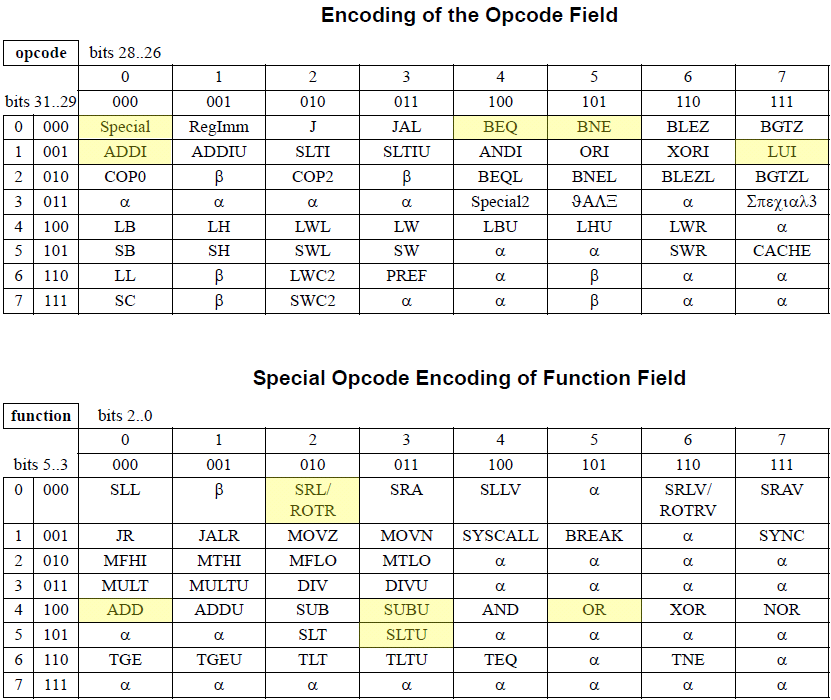 Encoding of the Opcode Field
opcode bits 28..26
0 1 2 3 4 5 6 7
bits 31..29 000 001 010 011 100 101 110 111
0 000 Special RegImm J JAL BEQ BNE BLEZ BGTZ
1 001 ADDI ADDIU SLTI SLTIU ANDI ORI XORI LUI
2 010 COP0 β COP2 β BEQL BNEL BLEZL BGTZL
3 011 α α α α Special2 ϑΑΛΞ α Σπεχιαλ3
4 100 LB LH LWL LW LBU LHU LWR α
5 101 SB SH SWL SW α α SWR CACHE
6 110 LL β LWC2 PREF α β α α
7 111 SC β SWC2 α α β α α
Special Opcode Encoding of Function Field
function bits 2..0
0 1 2 3 4 5 6 7
bits 5..3 000 001 010 011 100 101 110 111
0 000 SLL β SRL/ SRA SLLV α SRLV/ SRAV
ROTR ROTRV
1 001 JR JALR MOVZ MOVN SYSCALL BREAK α SYNC
2 010 MFHI MTHI MFLO MTLO α α α α
3 011 MULT MULTU DIV DIVU α α α α
4 100 ADD ADDU SUB SUBU AND OR XOR NOR
5 101 α α SLT SLTU α α α α
6 110 TGE TGEU TLT TLTU TEQ α TNE α
7 111 α α α α α α α α